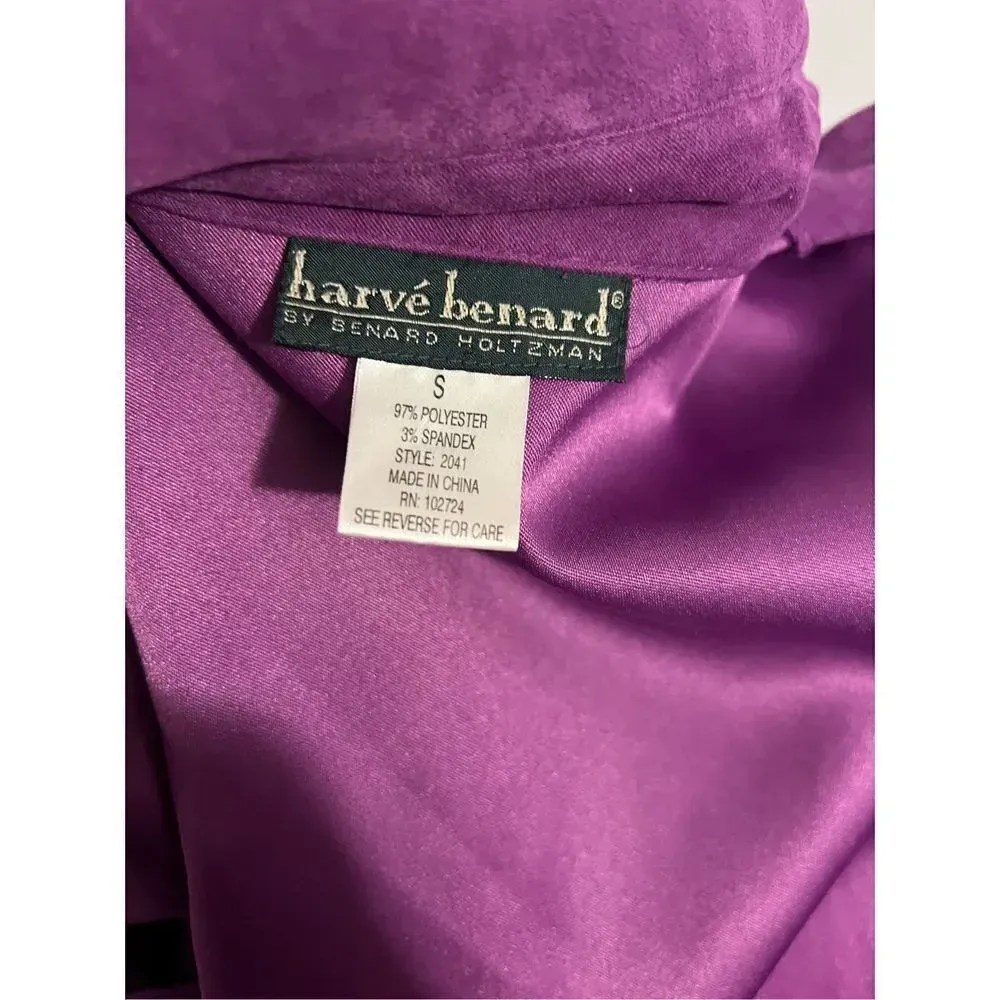 harvé benard®
BY BENARD HOLTZMAN
S
97% POLYESTER
3% SPANDEX
STYLE: 2041
MADE IN CHINA
RN: 102724
SEE REVERSE FOR CARE